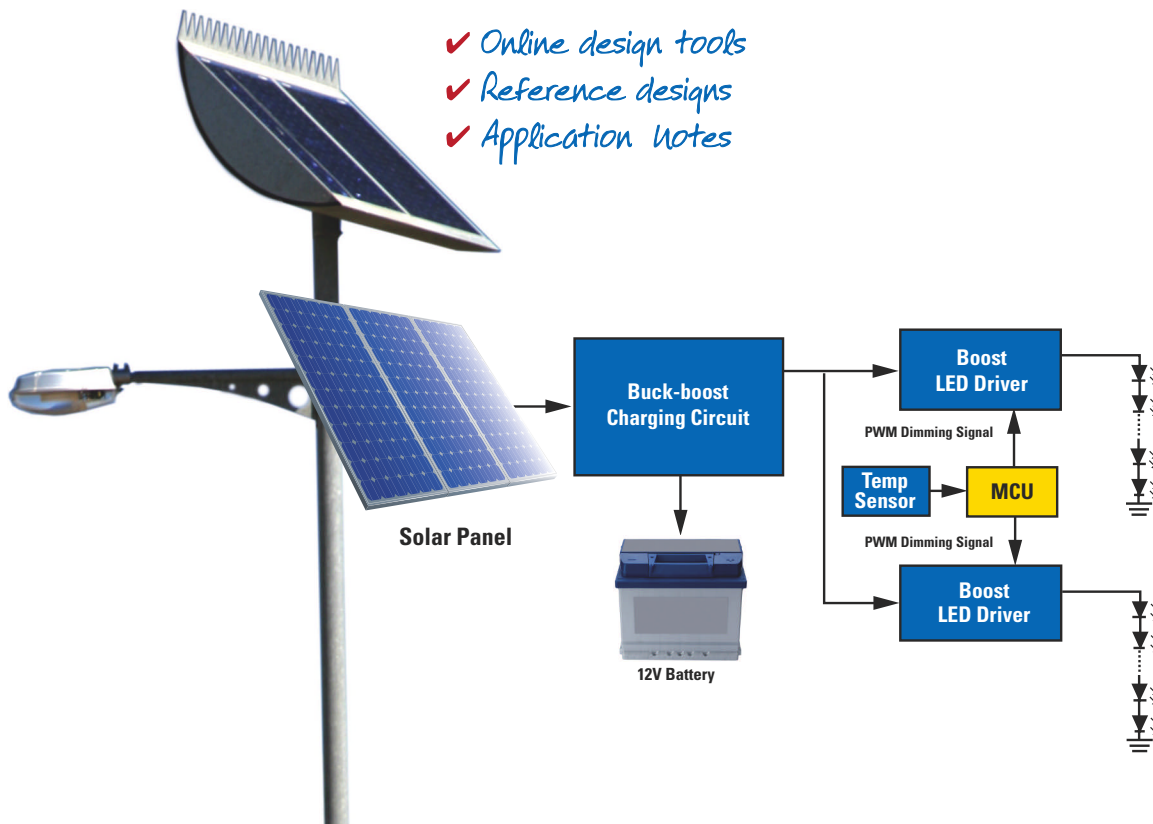 Online design tools
Reference designs
Application Notes
Buck-boost
Charging Circuit
Boost
LED Driver
PWM Dimming Signal
Temp
Sensor
MCU
Solar Panel
PWM Dimming Signal
Boost
LED Driver
12V Battery